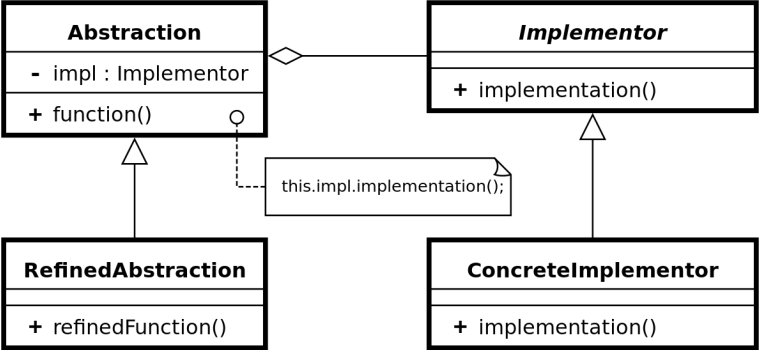 Abstraction
- impl : Implementor
+ function()
Implementor
+ implementation()
this.impl.implementation();
RefinedAbstraction
+ refinedFunction()
ConcreteImplementor
+ implementation()